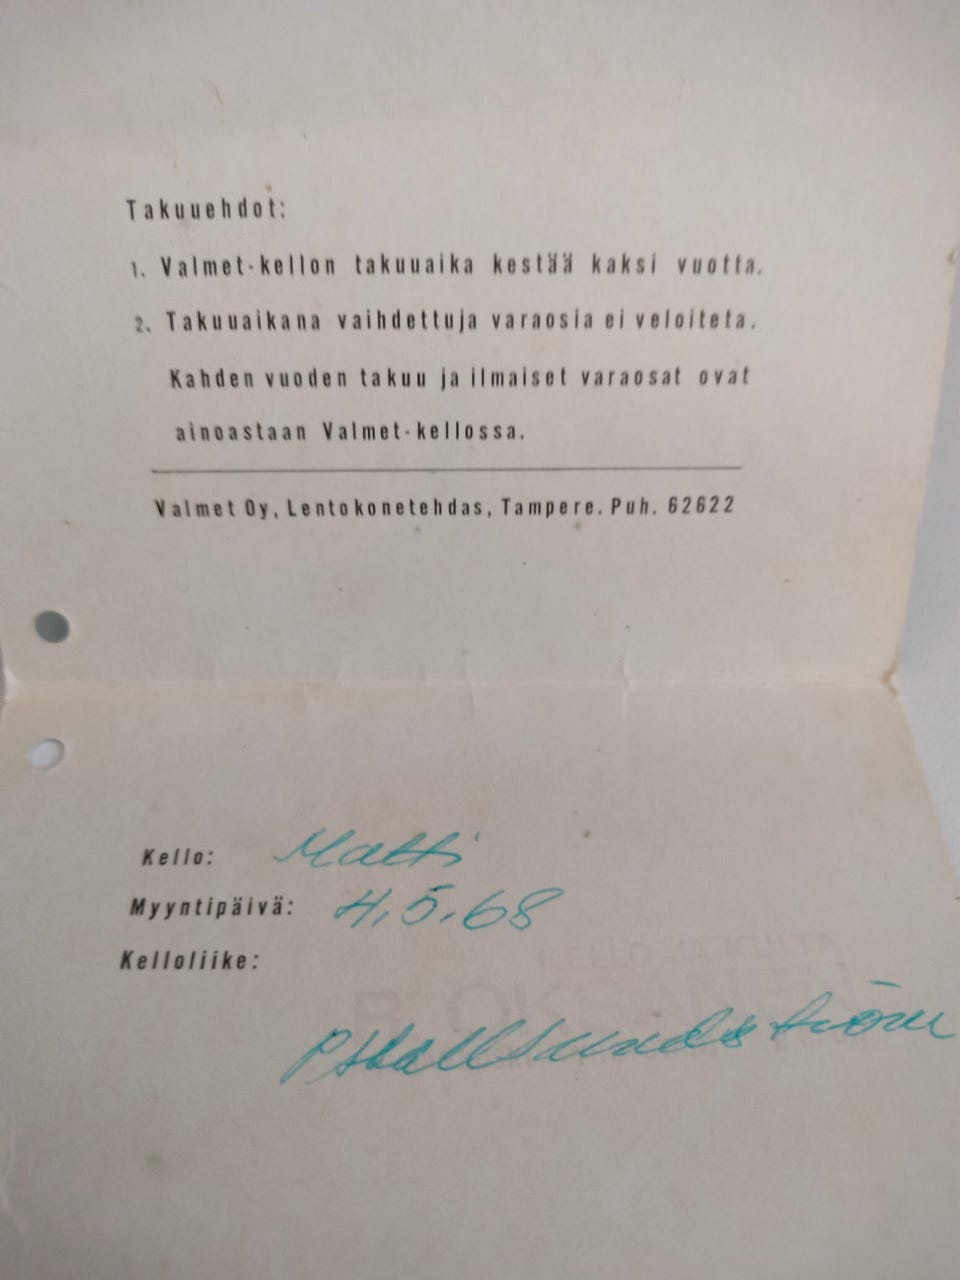 Takuuehdot:
1. Valmet-kellon takuuaika kestää kaksi vuotta.
2. Takuuaikana vaihdettuja varaosia ei veloiteta.
Kahden vuoden takuu ja ilmaiset varaosat ovat
ainoastaan Valmet-kellossa.
Valmet Oy, Lentokonetehdas, Tampere. Puh. 62622
Kello: Matti
Myyntipäivä: 4.5.68
Kelloliike: